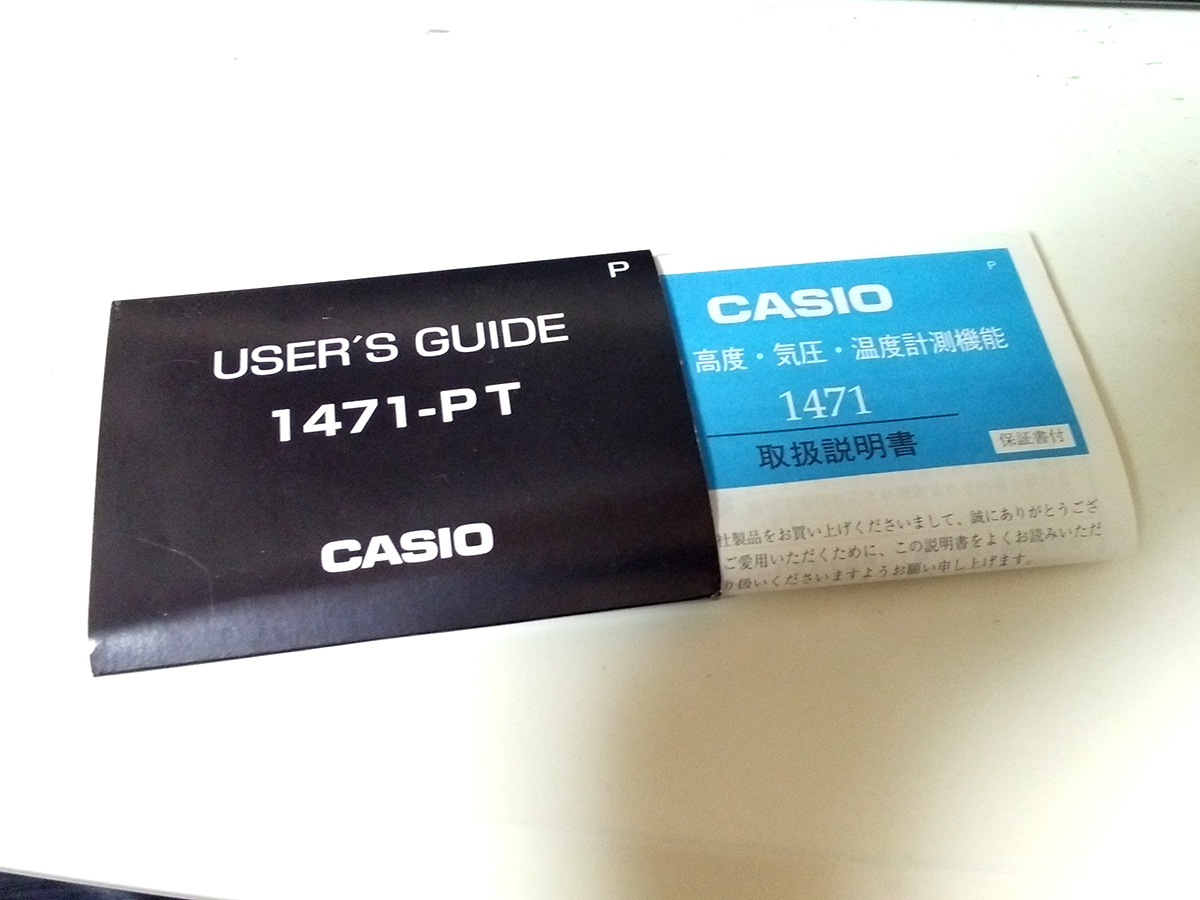 P
USER'S GUIDE
1471-PT
CASIO
P
CASIO
高度・気圧・温度計測機能
1471
取扱説明書
保証書付
社製品をお買い上げくださいまして、誠にありがとうござ
ご愛用いただくために、この説明書をよくお読みいただ
り扱いくださいますようお願い申し上げます。